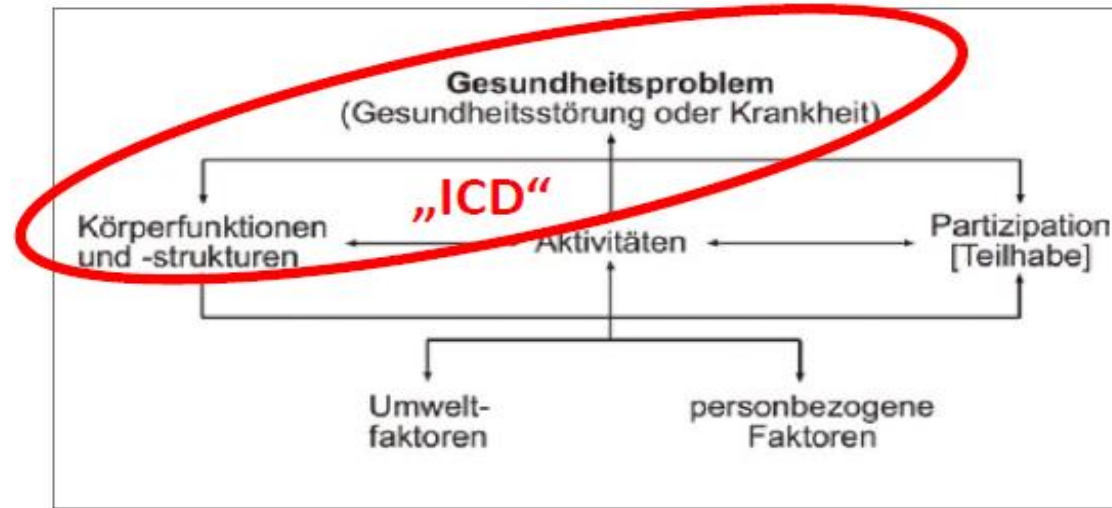 Gesundheitsproblem
(Gesundheitsstörung oder Krankheit)
„ICD“
Körperfunktionen
und -strukturen
Aktivitäten
Partizipation
[Teilhabe]
Umwelt-
faktoren
personbezogene
Faktoren